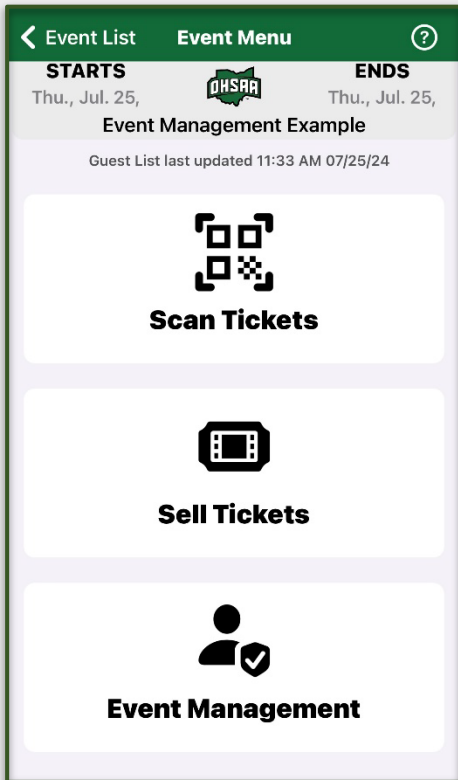 Event List Event Menu ?
STARTS OHSAA ENDS
Thu., Jul. 25, Thu., Jul. 25,
Event Management Example
Guest List last updated 11:33 AM 07/25/24
Scan Tickets
Sell Tickets
Event Management